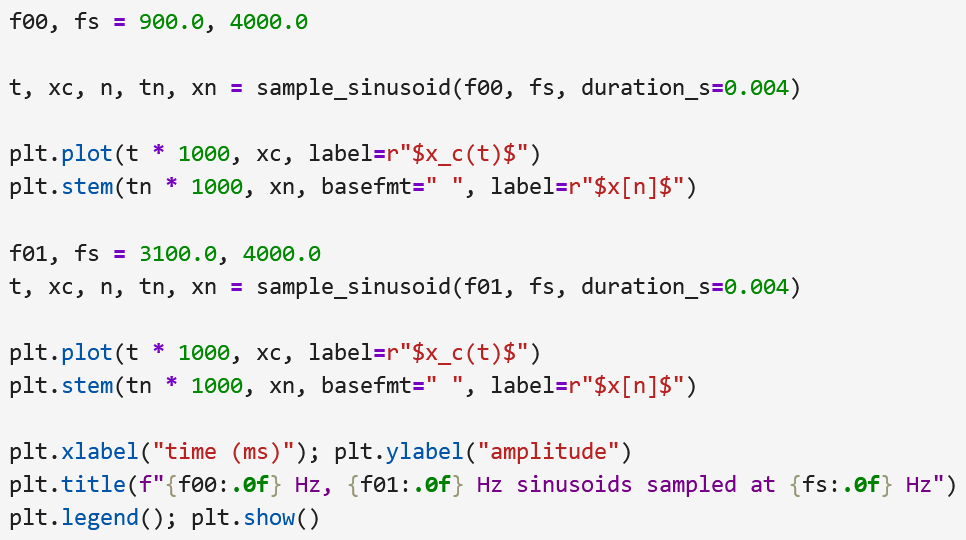 f00, fs = 900.0, 4000.0
t, xc, n, tn, xn = sample_sinusoid(f00, fs, duration_s=0.004)
plt.plot(t * 1000, xc, label=r"$x_c(t)$")
plt.stem(tn * 1000, xn, basefmt=" ", label=r"$x[n]$")
f01, fs = 3100.0, 4000.0
t, xc, n, tn, xn = sample_sinusoid(f01, fs, duration_s=0.004)
plt.plot(t * 1000, xc, label=r"$x_c(t)$")
plt.stem(tn * 1000, xn, basefmt=" ", label=r"$x[n]$")
plt.xlabel("time (ms)"); plt.ylabel("amplitude")
plt.title(f"{f00:.0f} Hz, {f01:.0f} Hz sinusoids sampled at {fs:.0f} Hz")
plt.legend(); plt.show()